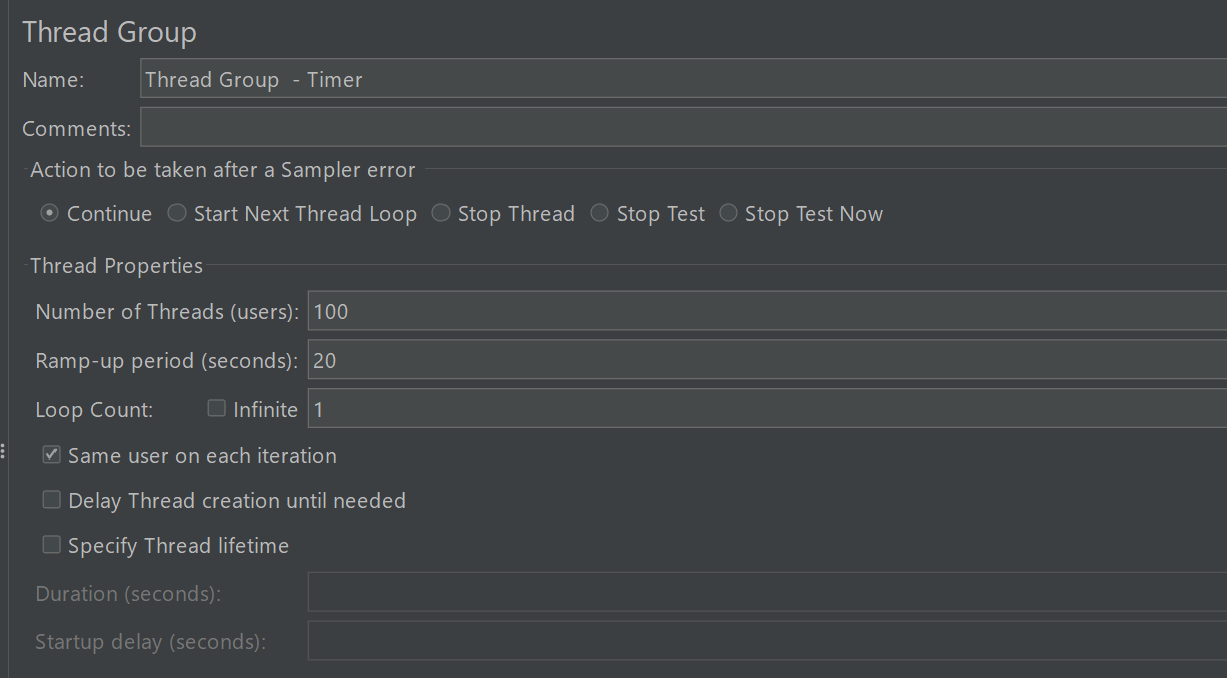 Thread Group
Name: Thread Group  - Timer
Comments:
Action to be taken after a Sampler error
Continue Start Next Thread Loop Stop Thread Stop Test Stop Test Now
Thread Properties
Number of Threads (users): 100
Ramp-up period (seconds): 20
Loop Count: Infinite 1
Same user on each iteration
Delay Thread creation until needed
Specify Thread lifetime
Duration (seconds):
Startup delay (seconds):